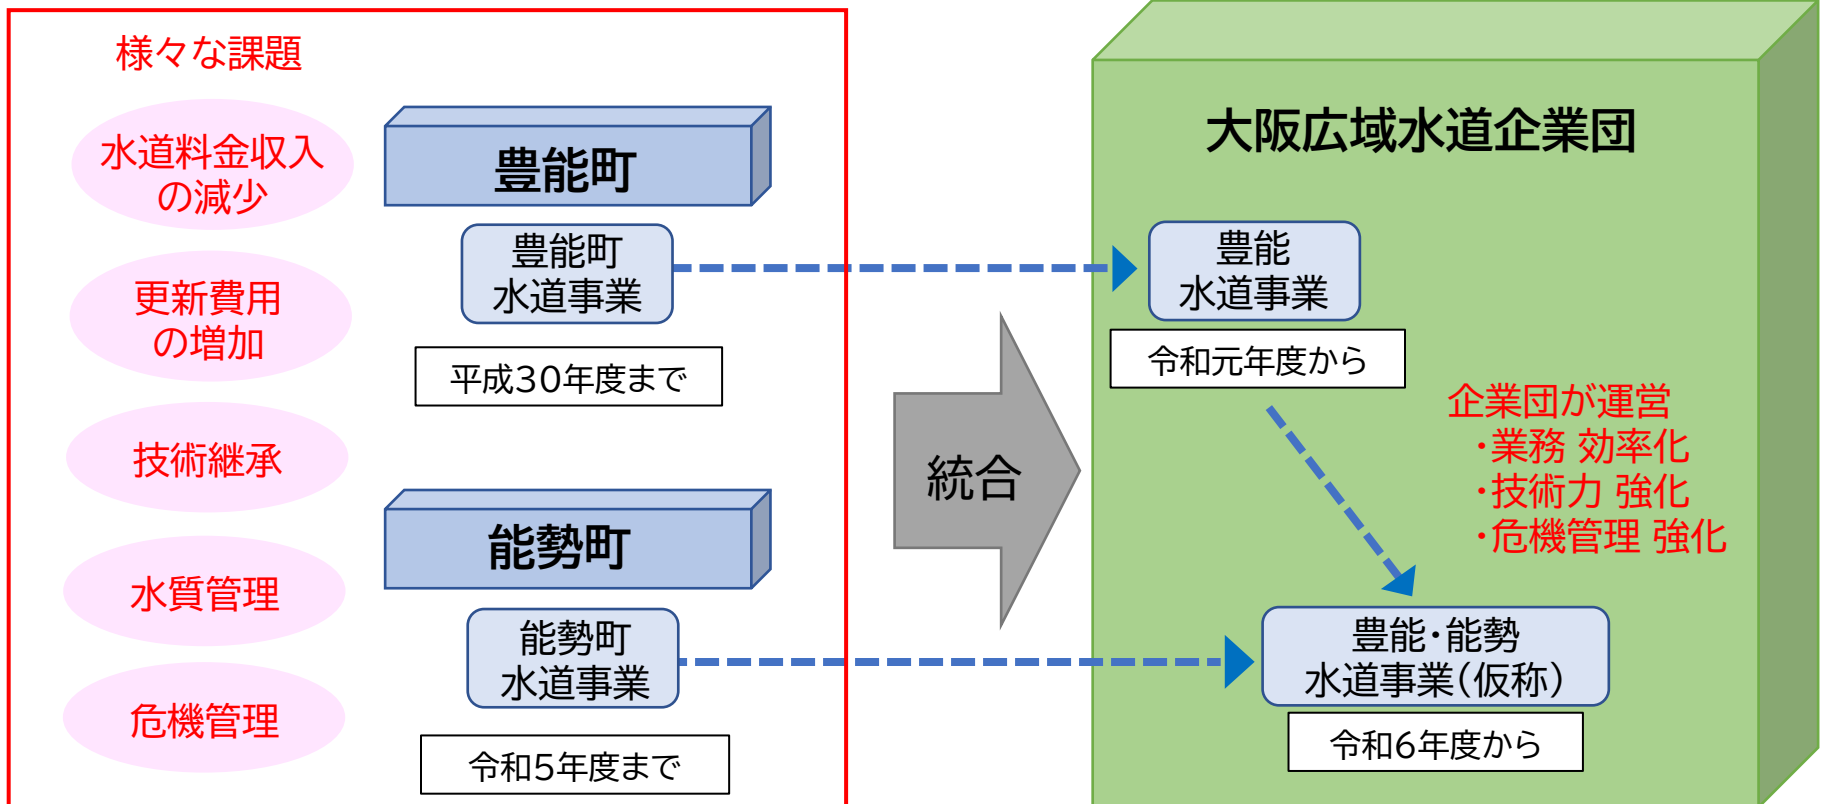 様々な課題
水道料金収入
の減少
更新費用
の増加
技術継承
水質管理
危機管理
豊能町
豊能町
水道事業
平成30年度まで
能勢町
能勢町
水道事業
令和5年度まで
統合
大阪広域水道企業団
豊能
水道事業
令和元年度から
企業団が運営
・業務 効率化
・技術力 強化
・危機管理 強化
豊能・能勢
水道事業(仮称)
令和6年度から